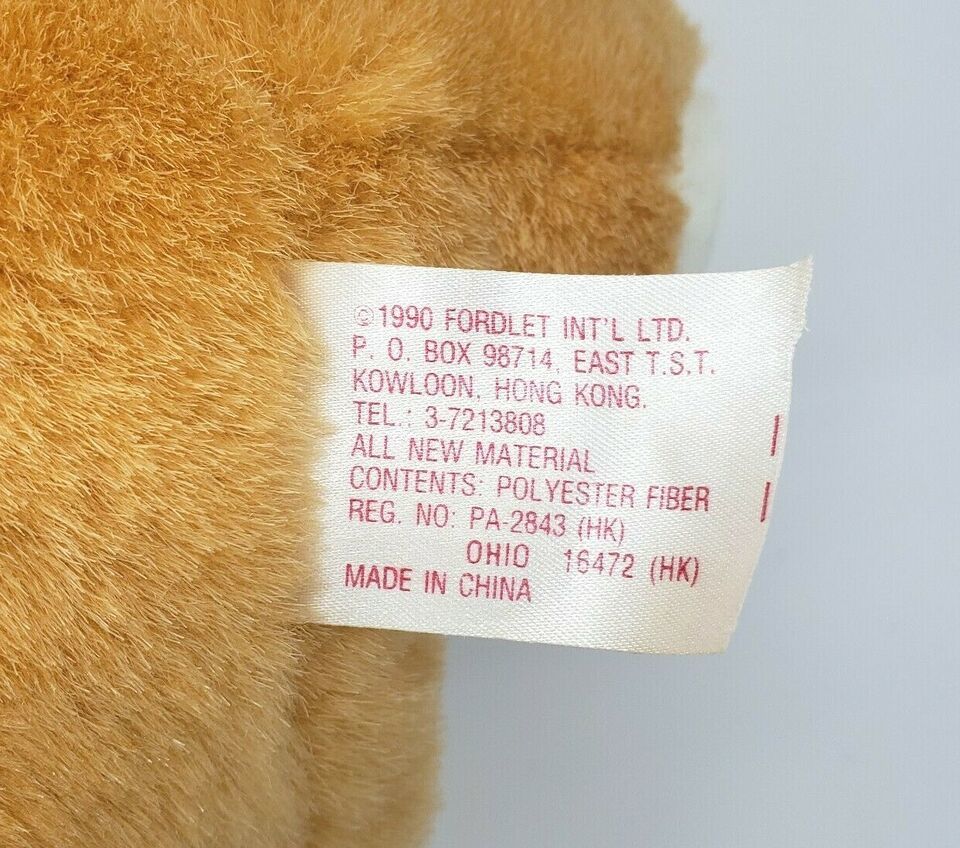 ©1990 FORDLET INT'L LTD.
P. O. BOX 98714, EAST T.S.T.
KOWLOON, HONG KONG.
TEL.: 3-7213808
ALL NEW MATERIAL
CONTENTS: POLYESTER FIBER
REG. NO: PA-2843 (HK)
OHIO 16472 (HK)
MADE IN CHINA